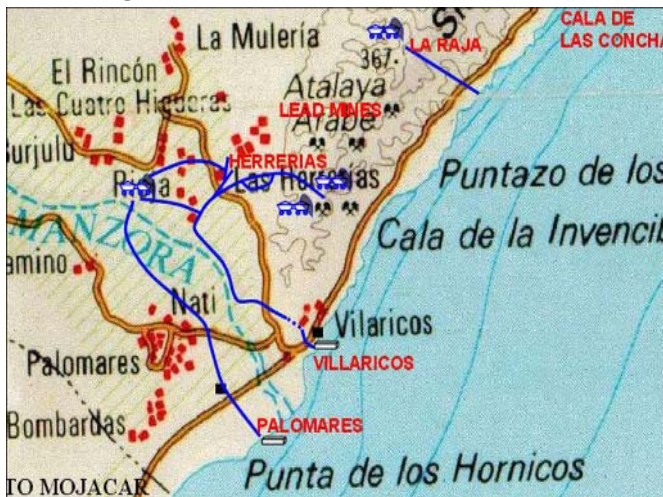 CALA DE
LAS CONCHA
La Mulería
LA RAJA
367.
El Rincón
Las Cuatro Higueras
Atalaya
Arabe
LEAD MINES
Burjulu
HERRERIAS
Las Herrerías
Puntazo de los
MANZORA
Cala de la Invencib
amino
Nati
Vilaricos
Palomares
VILLARICOS
Bombardas
PALOMARES
Punta de los Hornicos
TO MOJACAR